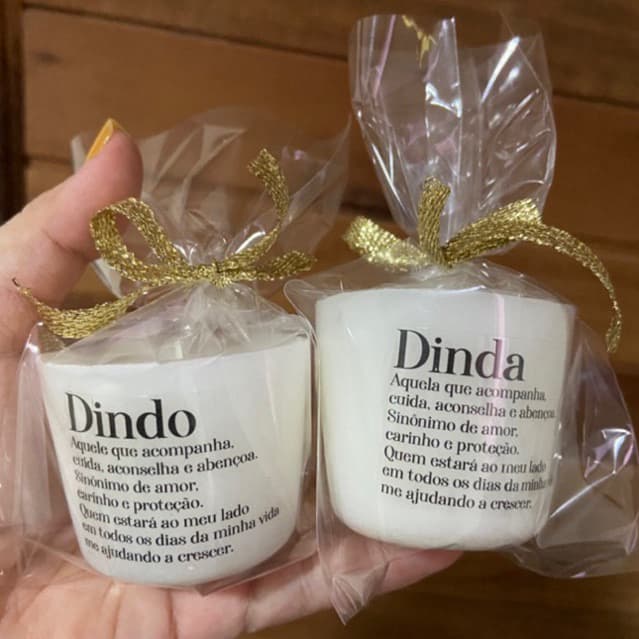 Dindo
Aquele que acompanha,
cuida, aconselha e abençoa.
Sinônimo de amor,
carinho e proteção.
Quem estará ao meu lado
em todos os dias da minha vida
me ajudando a crescer.
Dinda
Aquela que acompanha,
cuida, aconselha e abençoa.
Sinônimo de amor,
carinho e proteção.
Quem estará ao meu lado
em todos os dias da minha vida
me ajudando a crescer.